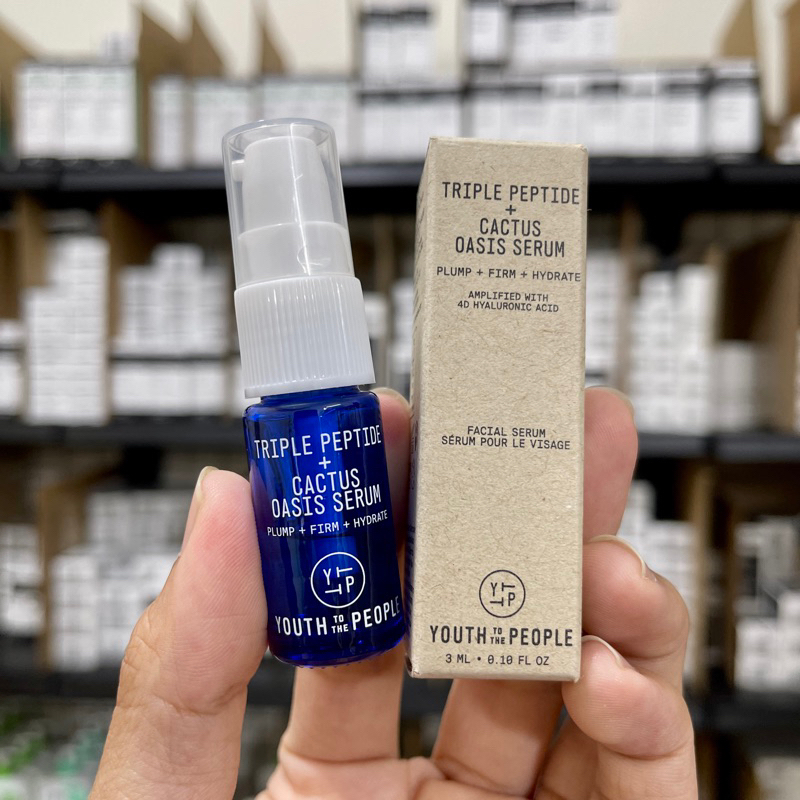 TRIPLE PEPTIDE
+
CACTUS
OASIS SERUM
PLUMP + FIRM + HYDRATE
YTTP
YOUTH TO THE PEOPLE
TRIPLE PEPTIDE
+
CACTUS
OASIS SERUM
PLUMP + FIRM + HYDRATE
AMPLIFIED WITH
4D HYALURONIC ACID
FACIAL SERUM
SÉRUM POUR LE VISAGE
YTTP
YOUTH TO THE PEOPLE
3 ML • 0.10 FL OZ